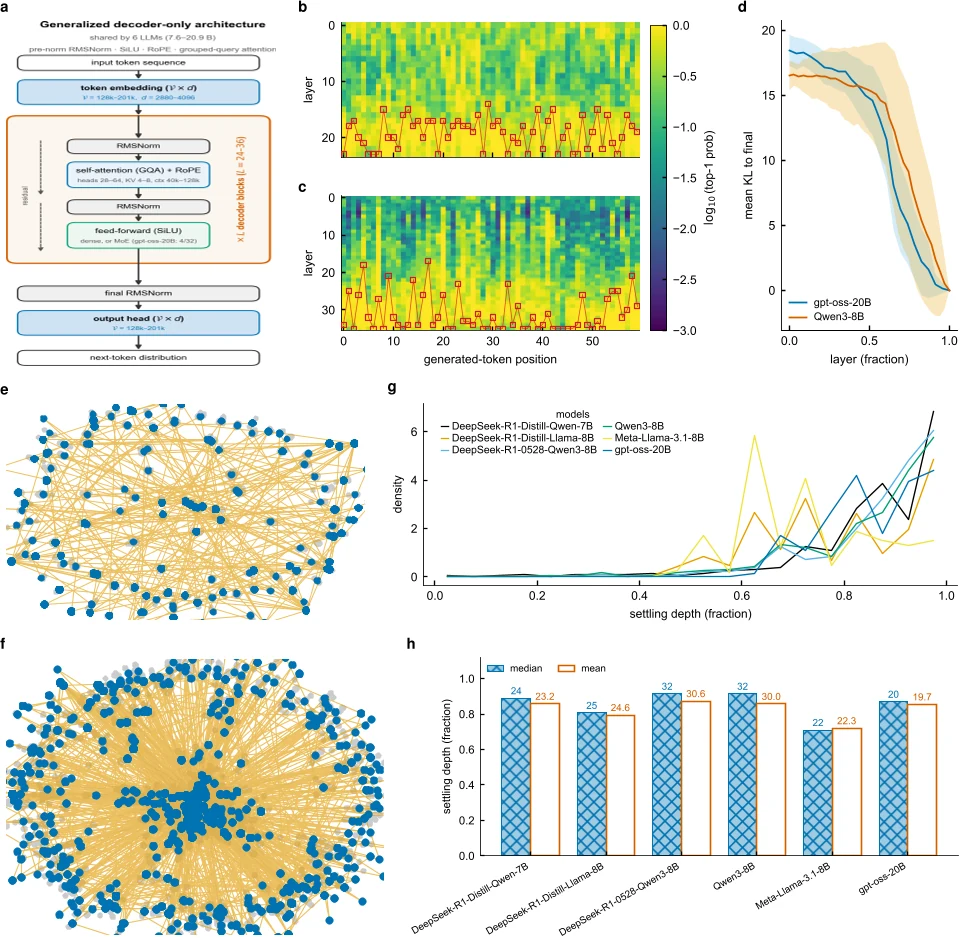 a
Generalized decoder-only architecture
shared by 6 LLMs (7.6–20.9 B)
pre-norm RMSNorm · SiLU · RoPE · grouped-query attention
input token sequence
token embedding (V × d)
V = 128k–201k, d = 2880–4096
RMSNorm
self-attention (GQA) + RoPE
heads 28–64, KV 4–8, ctx 40k–128k
RMSNorm
feed-forward (SiLU)
dense, or MoE (gpt-oss-20B: 4/32)
residual
× L decoder blocks (L = 24-36)
final RMSNorm
output head (V × d)
V = 128k–201k
next-token distribution
b
0
10
20
layer
c
0
10
20
30
layer
0 10 20 30 40 50
generated-token position
0.0
−0.5
−1.0
−1.5
−2.0
−2.5
−3.0
log10(top-1 prob)
d
20
15
10
5
0
mean KL to final
gpt-oss-20B
Qwen3-8B
0.0 0.5 1.0
layer (fraction)
e
f
g
models
DeepSeek-R1-Distill-Qwen-7B
DeepSeek-R1-Distill-Llama-8B
DeepSeek-R1-0528-Qwen3-8B
Qwen3-8B
Meta-Llama-3.1-8B
gpt-oss-20B
6
4
2
0
density
0.0 0.2 0.4 0.6 0.8 1.0
settling depth (fraction)
h
median mean
1.0
0.8
0.6
0.4
0.2
0.0
settling depth (fraction)
24 23.2 25 24.6 32 30.6 32 30.0 22 22.3 20 19.7
DeepSeek-R1-Distill-Qwen-7B
DeepSeek-R1-Distill-Llama-8B
DeepSeek-R1-0528-Qwen3-8B
Qwen3-8B
Meta-Llama-3.1-8B
gpt-oss-20B